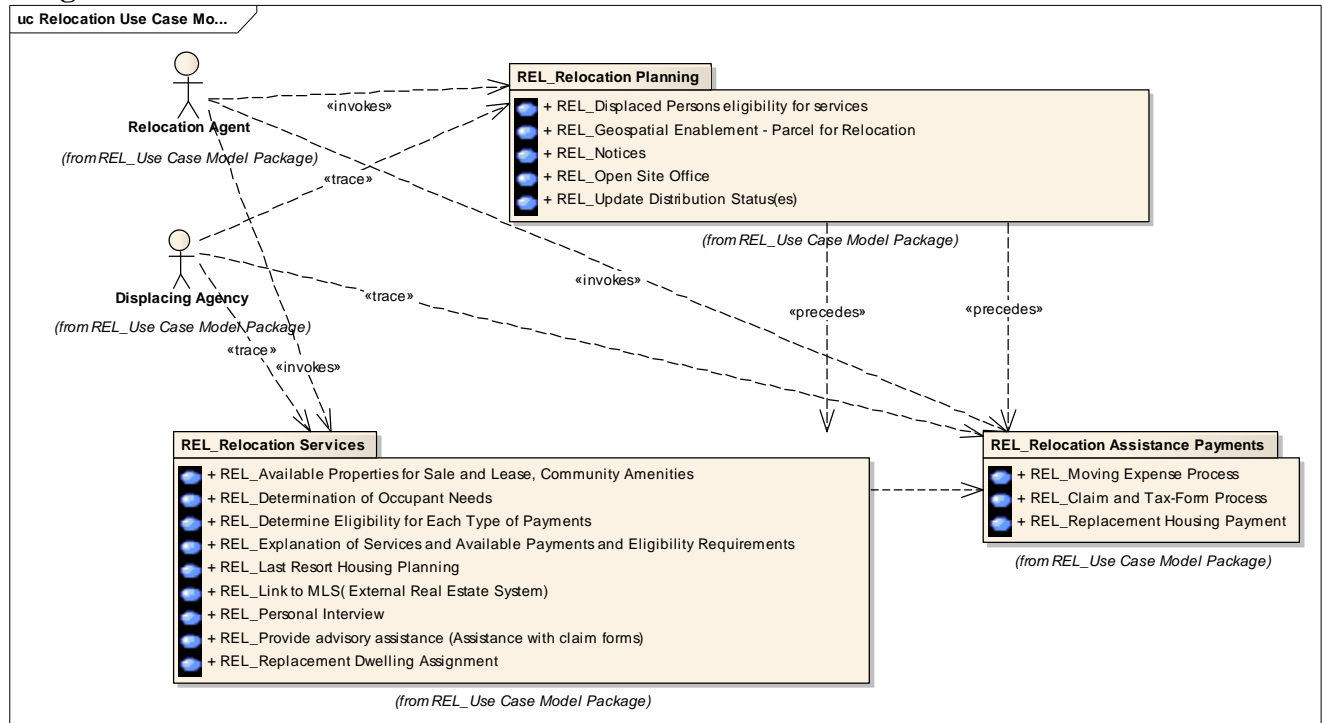 uc Relocation Use Case Mo...
Relocation Agent
(from REL_Use Case Model Package)
«invokes»
«trace»
REL_Relocation Planning
+ REL_Displaced Persons eligibility for services
+ REL_Geospatial Enablement - Parcel for Relocation
+ REL_Notices
+ REL_Open Site Office
+ REL_Update Distribution Status(es)
(from REL_Use Case Model Package)
Displacing Agency
(from REL_Use Case Model Package)
«trace»
«invokes»
«trace»
«invokes»
«precedes»
«precedes»
REL_Relocation Services
+ REL_Available Properties for Sale and Lease, Community Amenities
+ REL_Determination of Occupant Needs
+ REL_Determine Eligibility for Each Type of Payments
+ REL_Explanation of Services and Available Payments and Eligibility Requirements
+ REL_Last Resort Housing Planning
+ REL_Link to MLS( External Real Estate System)
+ REL_Personal Interview
+ REL_Provide advisory assistance (Assistance with claim forms)
+ REL_Replacement Dwelling Assignment
(from REL_Use Case Model Package)
REL_Relocation Assistance Payments
+ REL_Moving Expense Process
+ REL_Claim and Tax-Form Process
+ REL_Replacement Housing Payment
(from REL_Use Case Model Package)